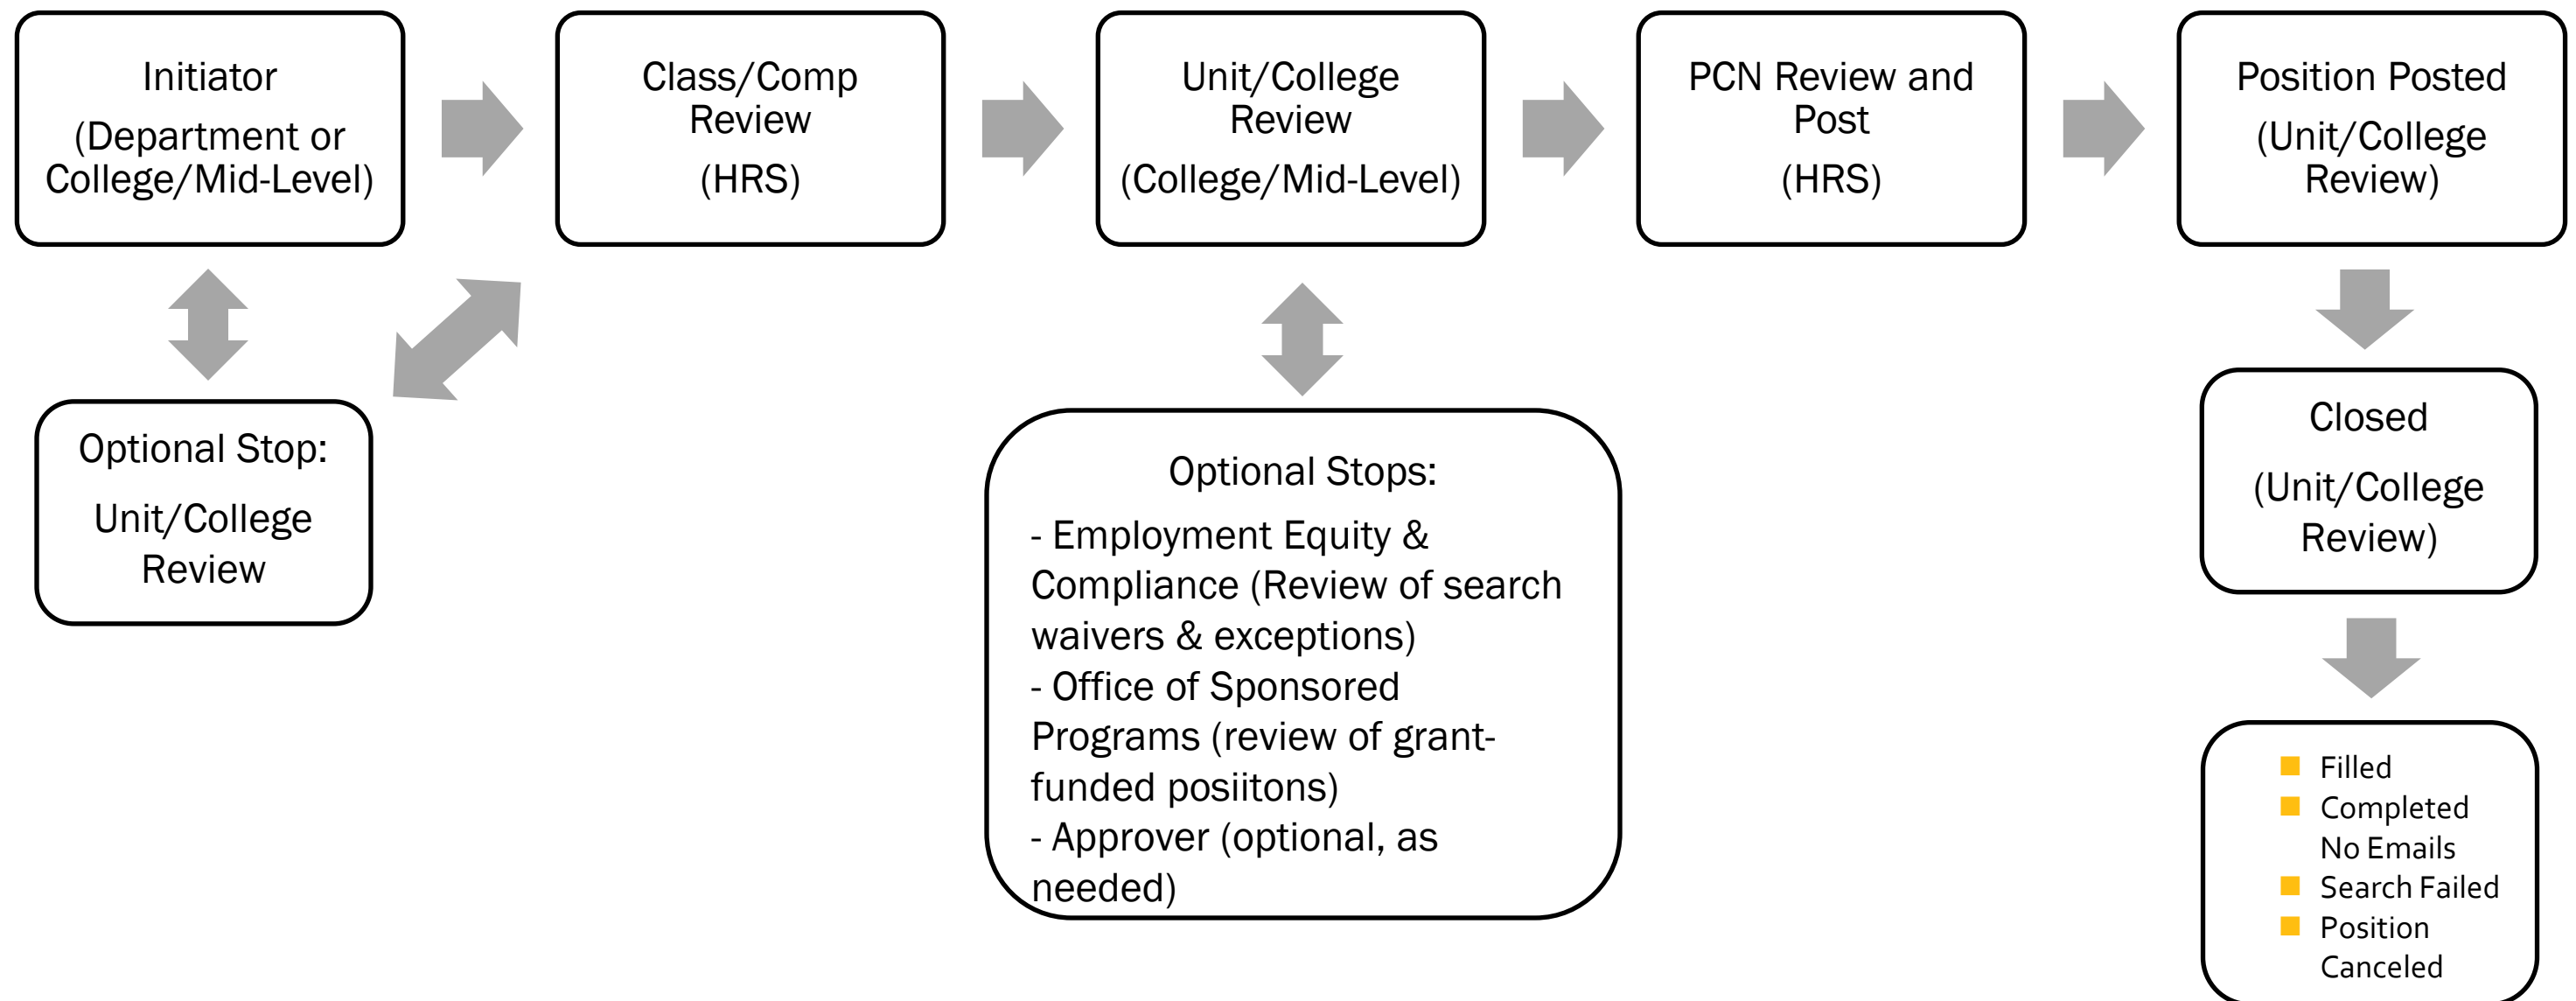 Initiator
(Department or
College/Mid-Level)
Class/Comp
Review
(HRS)
Unit/College
Review
(College/Mid-Level)
PCN Review and
Post
(HRS)
Position Posted
(Unit/College
Review)
Optional Stop:
Unit/College
Review
Optional Stops:
- Employment Equity &
Compliance (Review of search
waivers & exceptions)
- Office of Sponsored
Programs (review of grant-
funded posiitons)
- Approver (optional, as
needed)
Closed
(Unit/College
Review)
Filled
Completed
No Emails
Search Failed
Position
Canceled